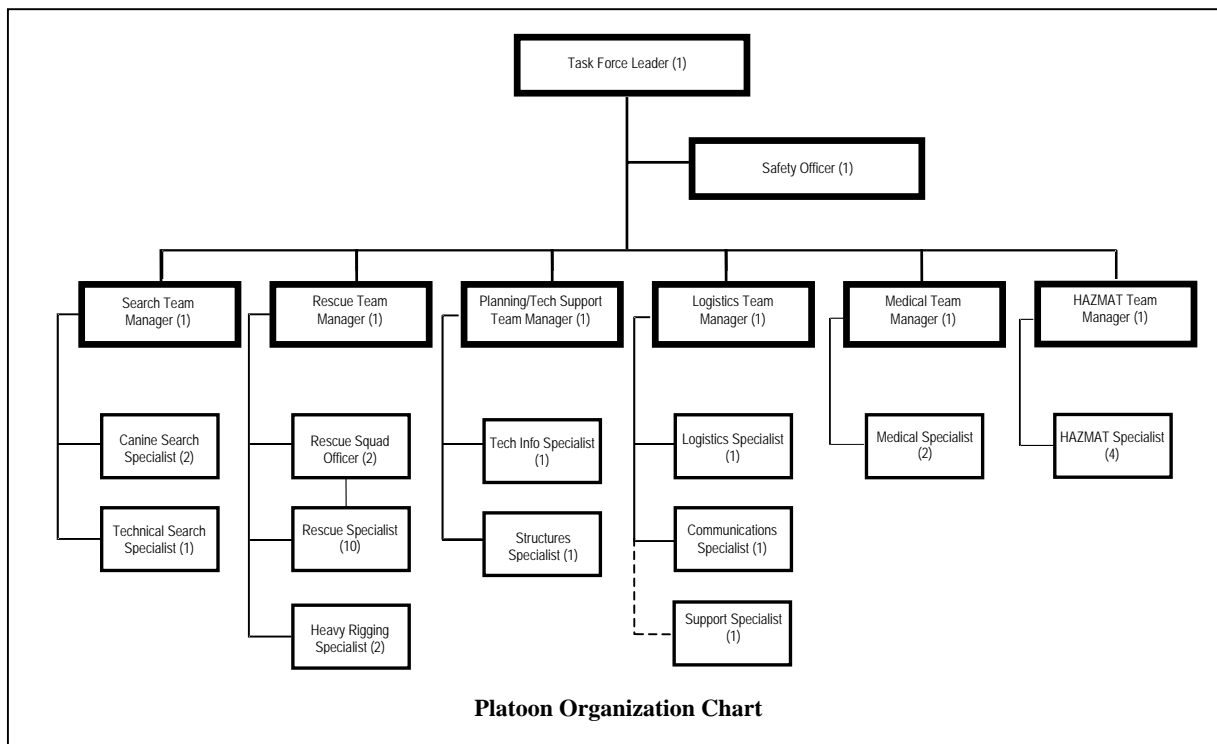 Task Force Leader (1)
Safety Officer (1)
Search Team
Manager (1)
Rescue Team
Manager (1)
Planning/Tech Support
Team Manager (1)
Logistics Team
Manager (1)
Medical Team
Manager (1)
HAZMAT Team
Manager (1)
Canine Search
Specialist (2)
Rescue Squad
Officer (2)
Tech Info Specialist
(1)
Logistics Specialist
(1)
Medical Specialist
(2)
HAZMAT Specialist
(4)
Technical Search
Specialist (1)
Rescue Specialist
(10)
Structures
Specialist (1)
Communications
Specialist (1)
Heavy Rigging
Specialist (2)
Support Specialist
(1)
Platoon Organization Chart